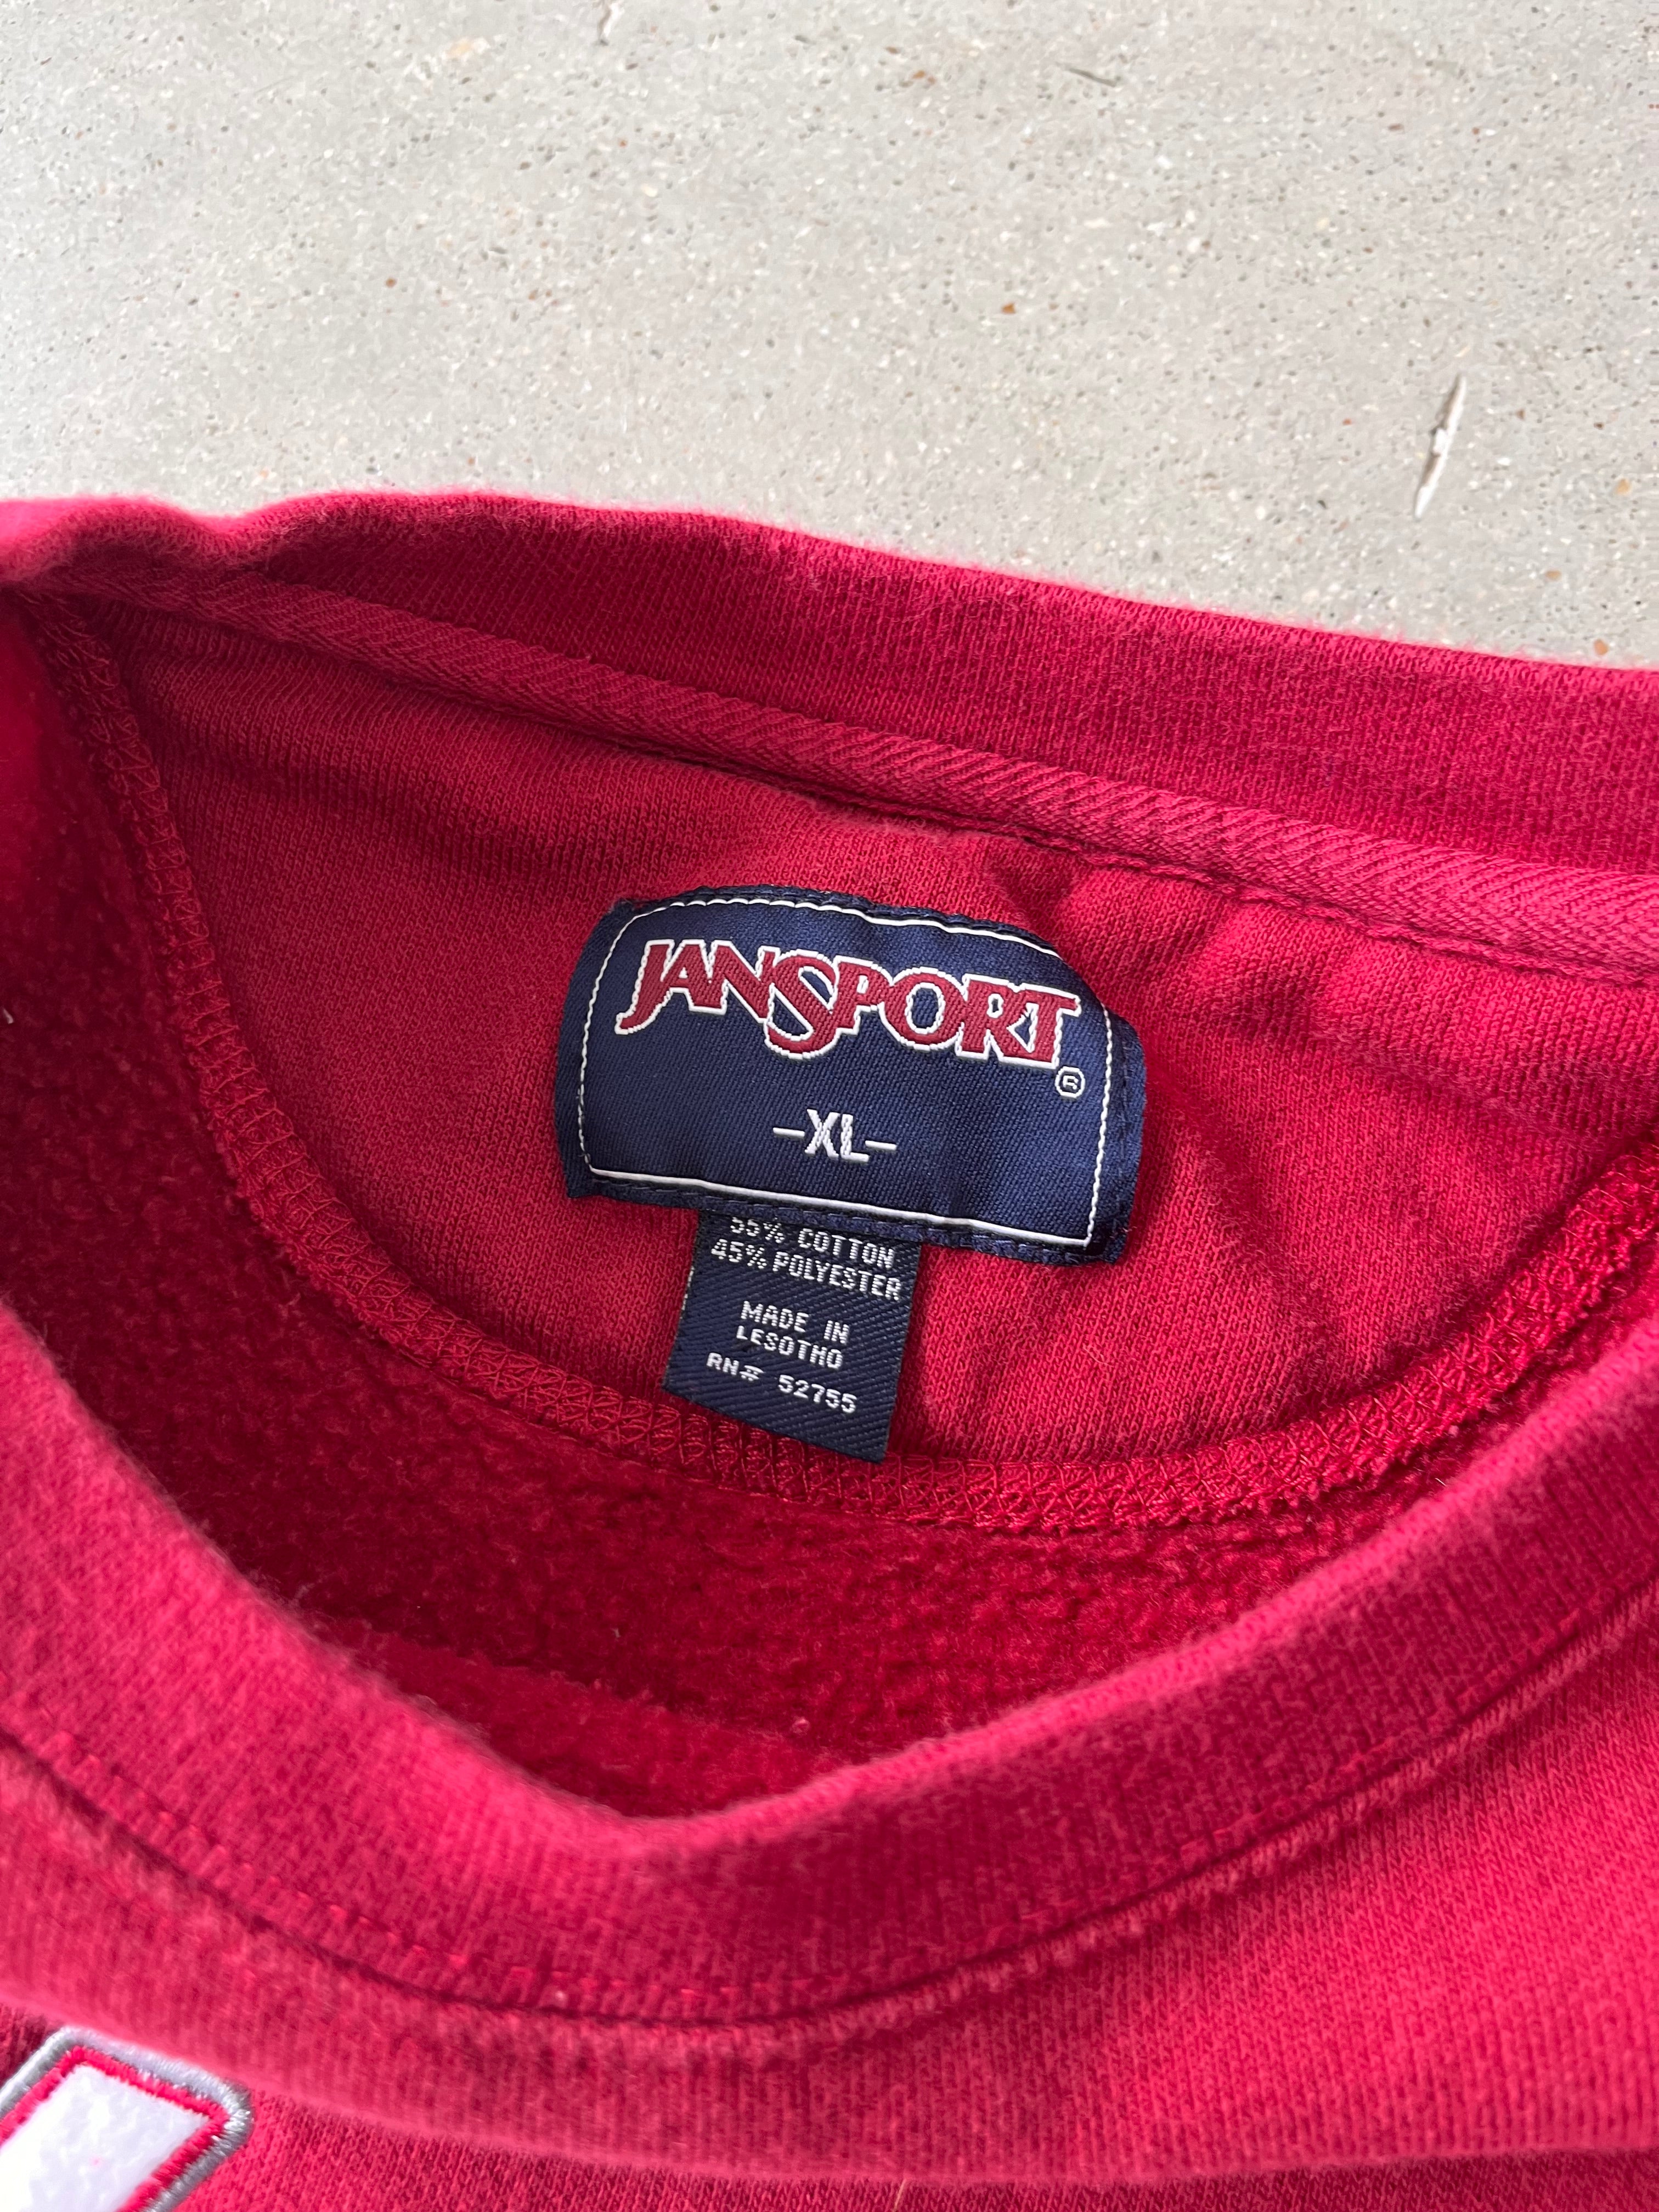 JANSPORT®
-XL-
55% COTTON
45% POLYESTER
MADE IN
LESOTHO
RN# 52755